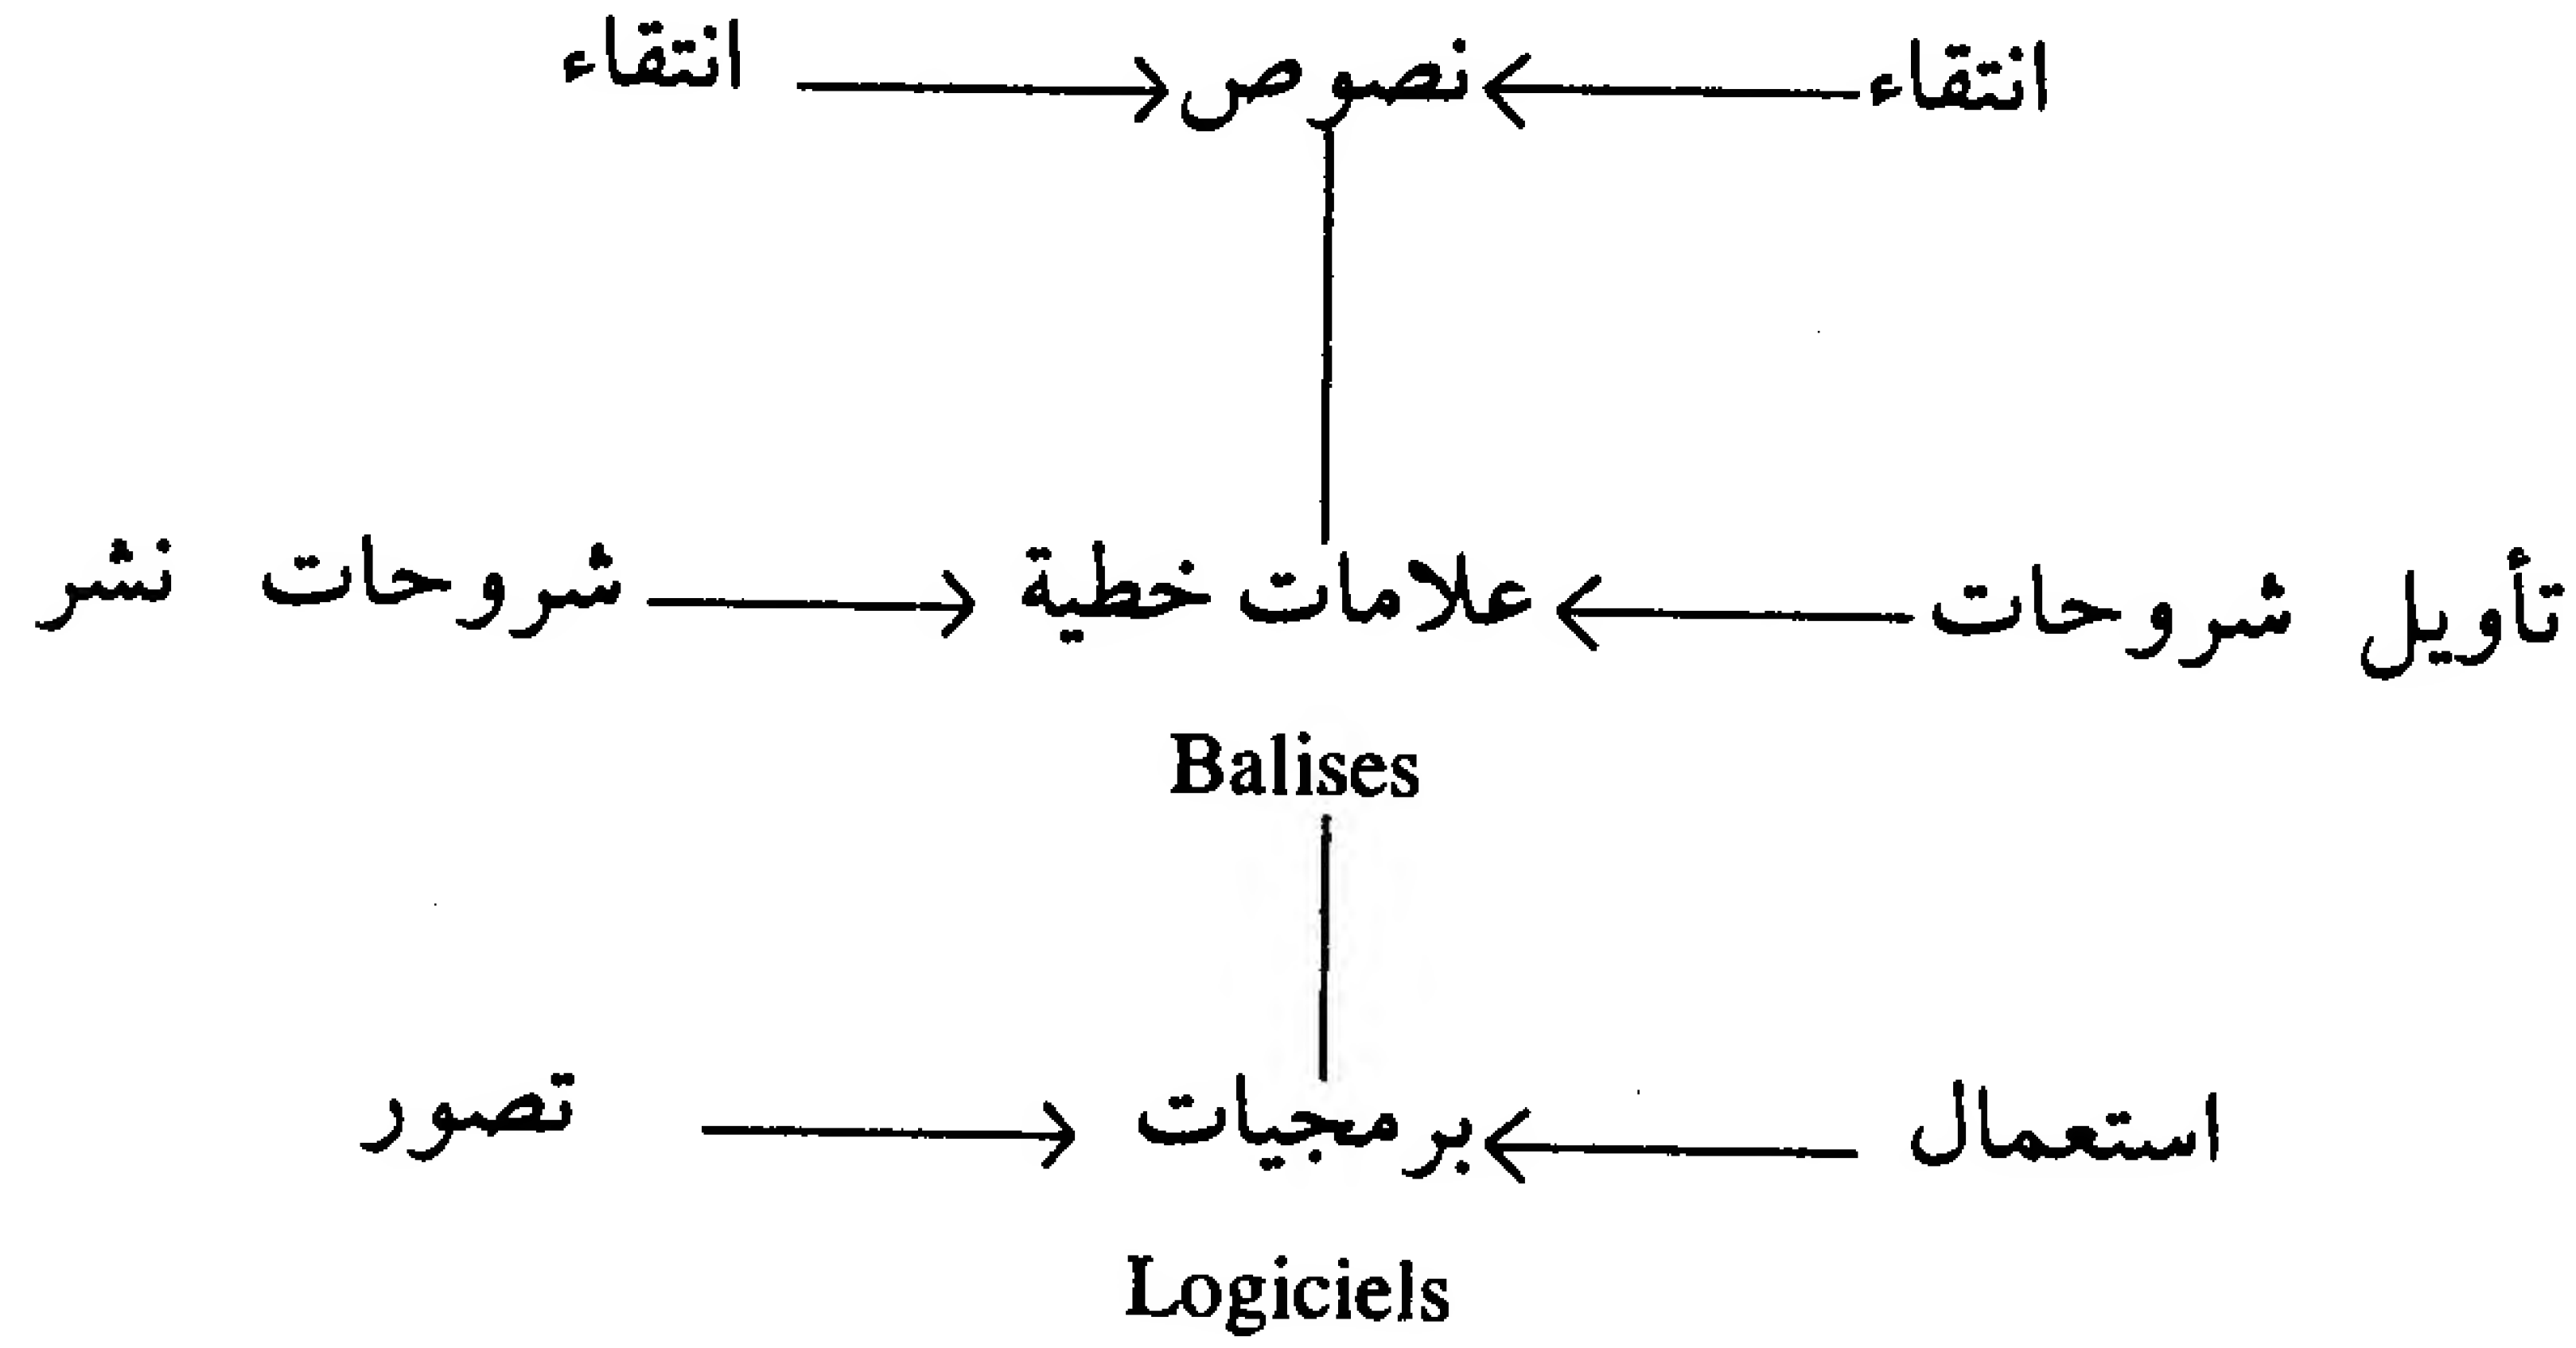 انتقاء نصوص انتقاء
تأويل شروحات علامات خطية شروحات نشر
Balises
استعمال برمجيات تصور
Logiciels